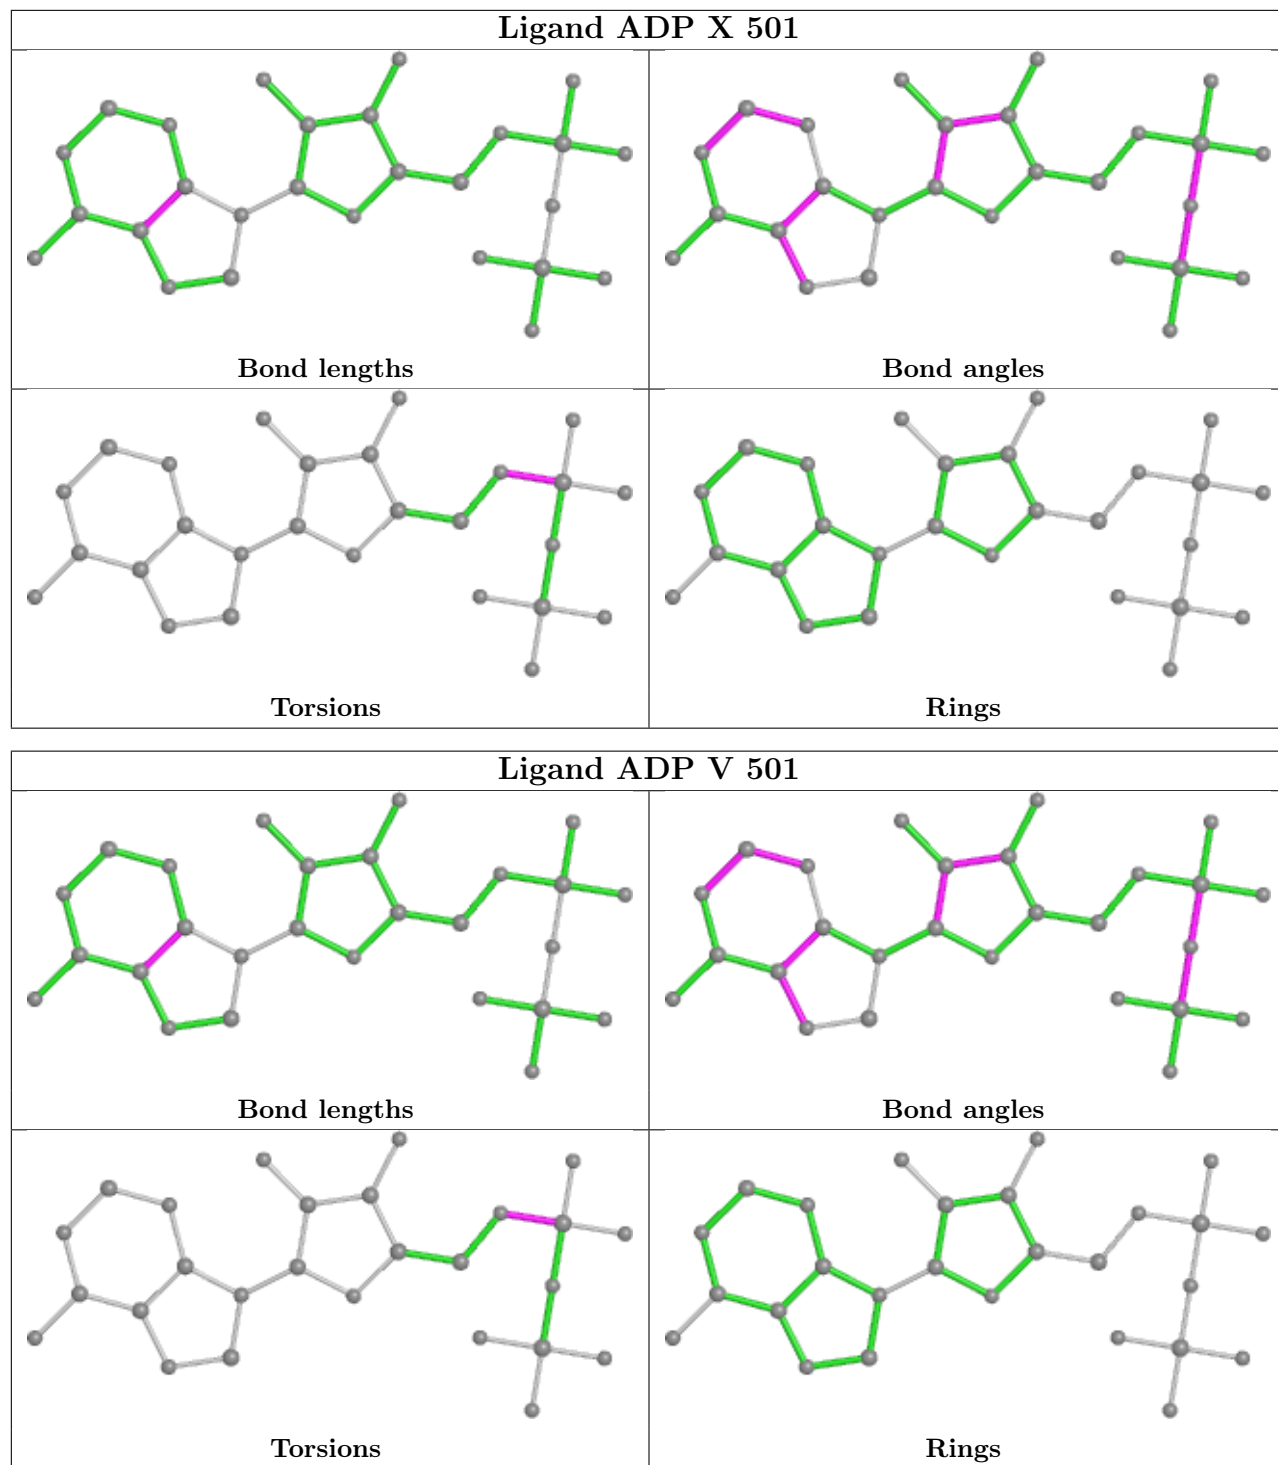 Ligand ADP X 501
Bond lengths
Bond angles
Torsions
Rings
Ligand ADP V 501
Bond lengths
Bond angles
Torsions
Rings